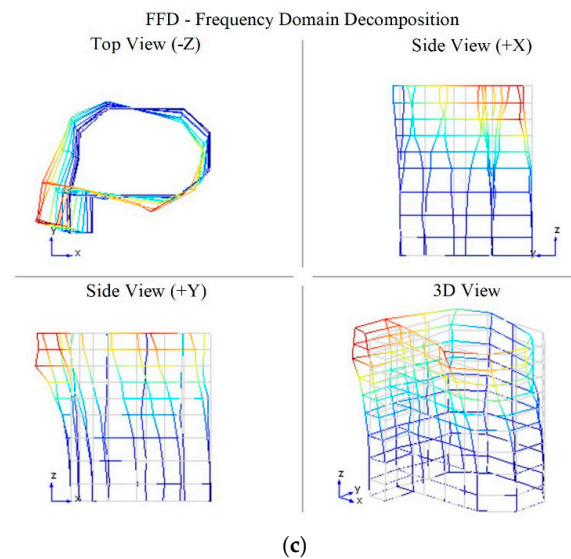 FFD - Frequency Domain Decomposition
Top View (-Z)
Side View (+X)
y
x
z
y
Side View (+Y)
3D View
z
x
z
y
x
(c)